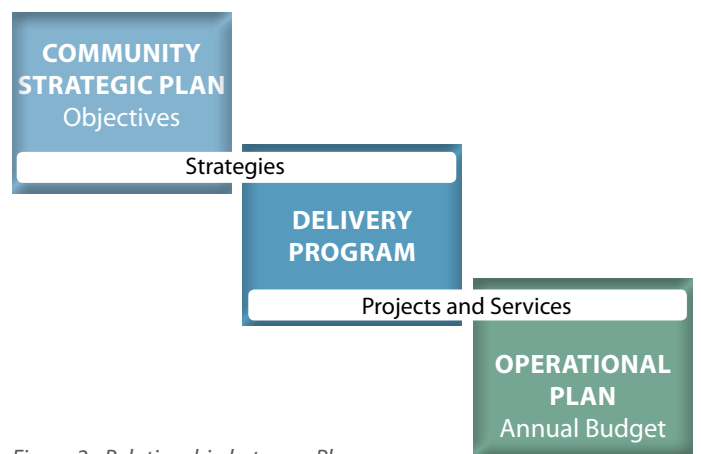 COMMUNITY
STRATEGIC PLAN
Objectives
Strategies
DELIVERY
PROGRAM
Projects and Services
OPERATIONAL
PLAN
Annual Budget